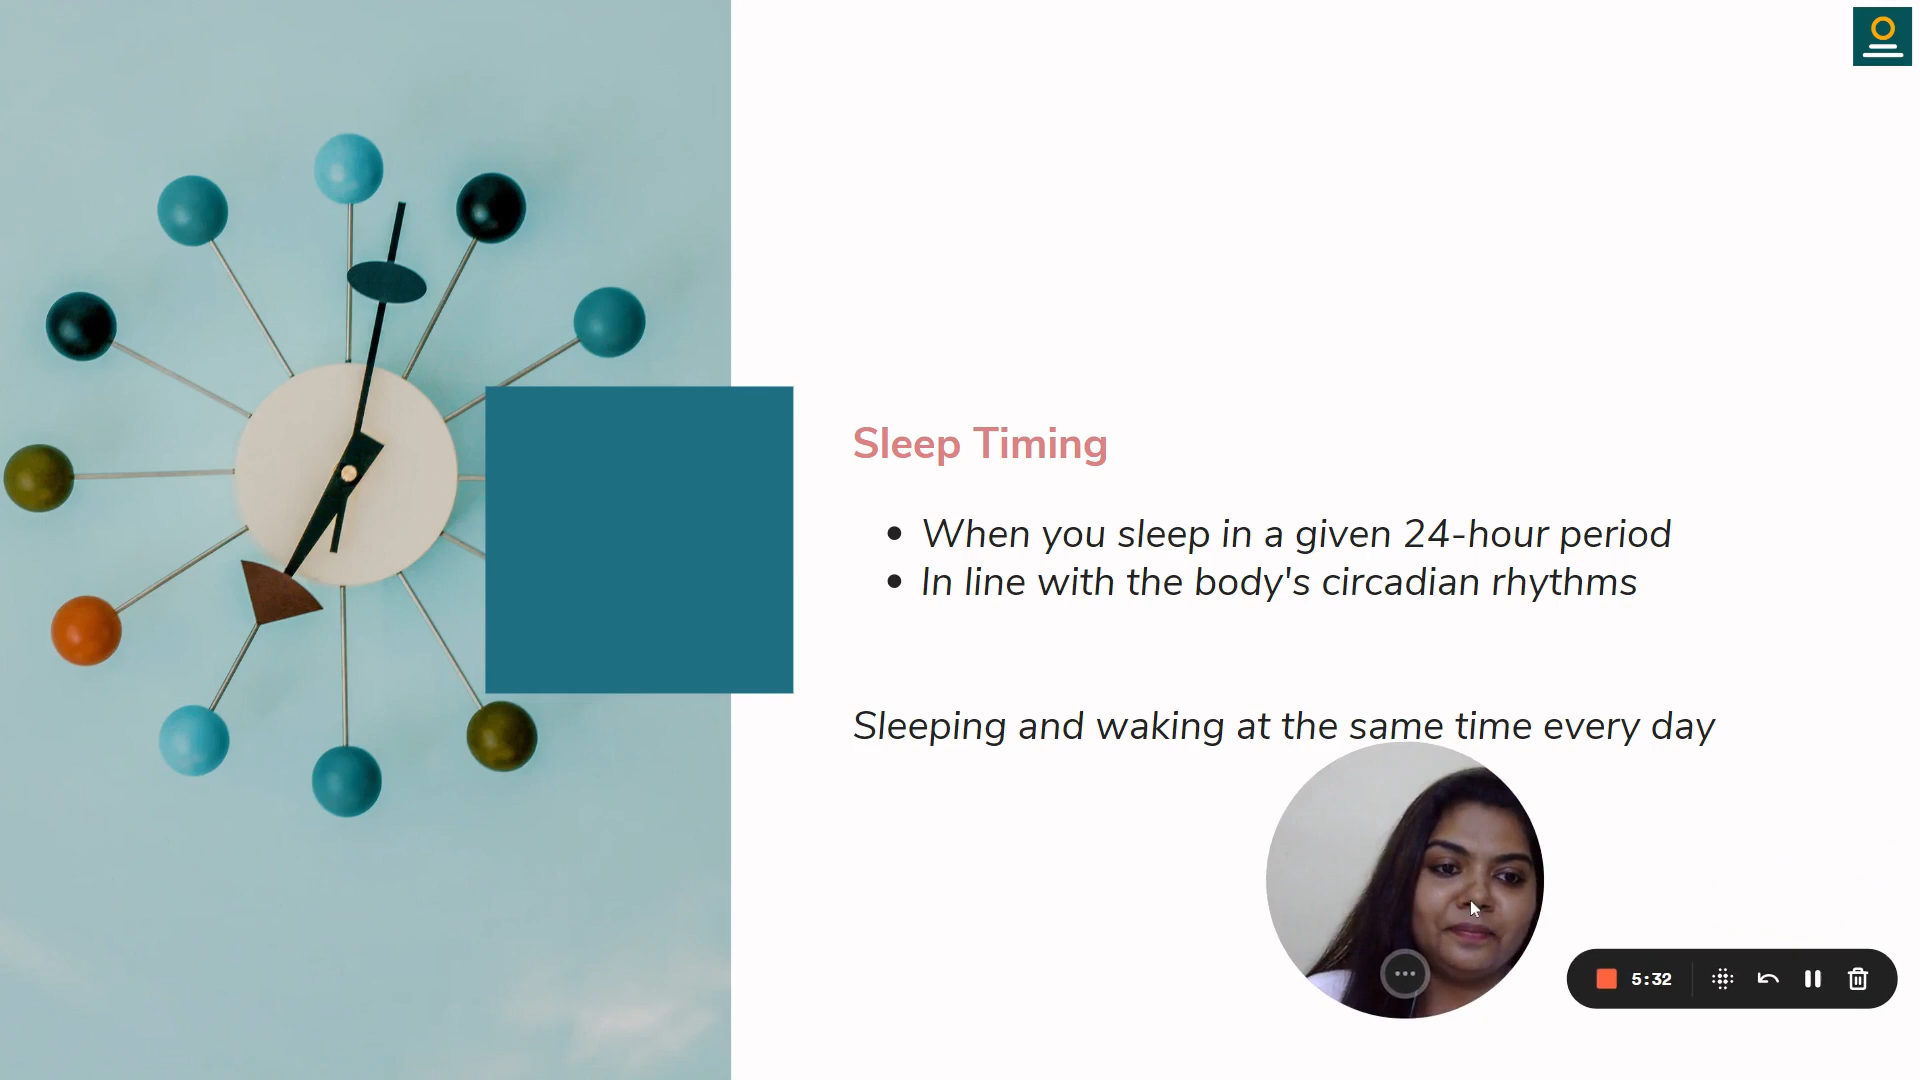 Sleep Timing
When you sleep in a given 24-hour period
In line with the body's circadian rhythms
Sleeping and waking at the same time every day
5:32